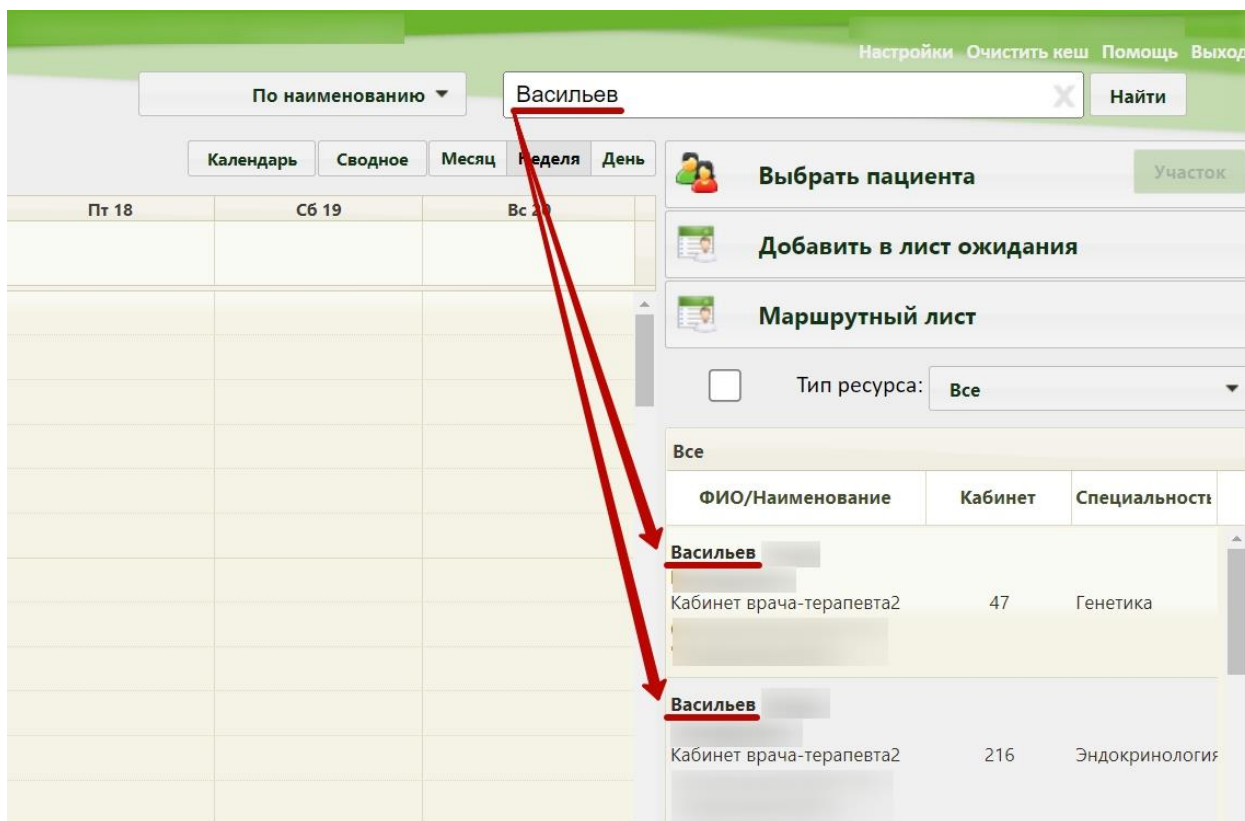 Настройки Очистить кеш Помощь Выход
По наименованию Васильев X Найти
Календарь Сводное Месяц Неделя День
Выбрать пациента Участок
Пт 18 Сб 19 Вс 20
Добавить в лист ожидания
Маршрутный лист
Тип ресурса: Все
Все
ФИО/Наименование Кабинет Специальность
Васильев
Кабинет врача-терапевта2 47 Генетика
Васильев
Кабинет врача-терапевта2 216 Эндокринология